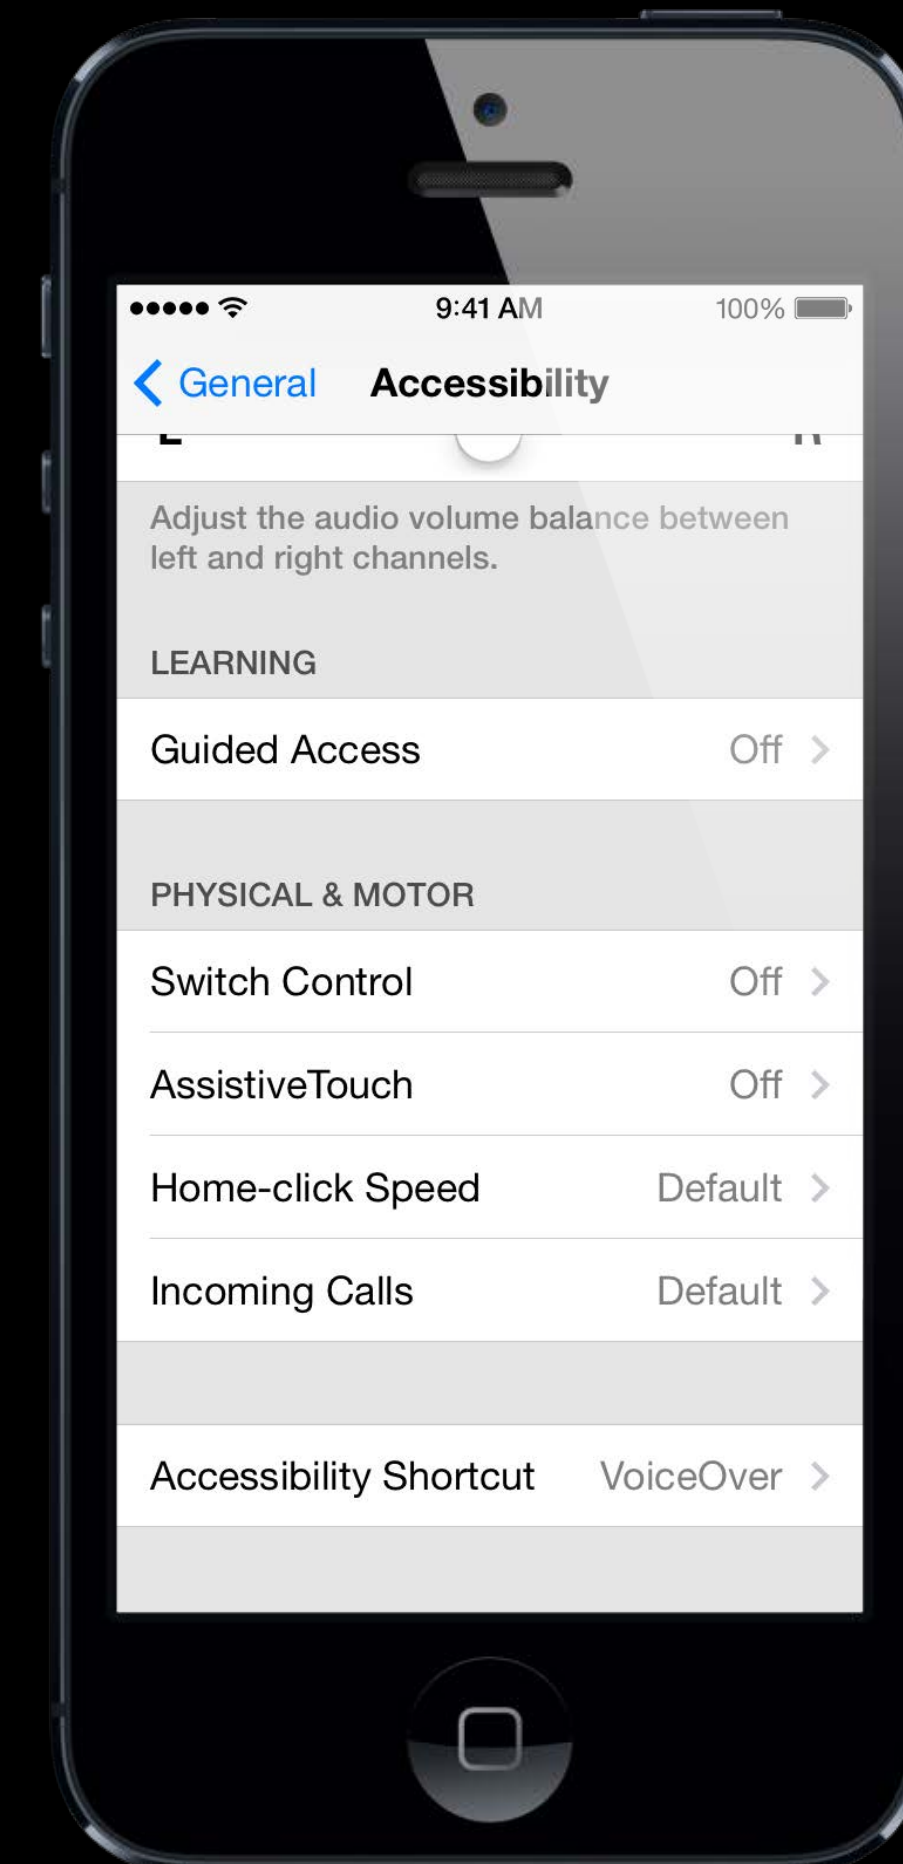 9:41 AM 100%
General Accessibility
Adjust the audio volume balance between
left and right channels.
LEARNING
Guided Access Off
PHYSICAL & MOTOR
Switch Control Off
AssistiveTouch Off
Home-click Speed Default
Incoming Calls Default
Accessibility Shortcut VoiceOver